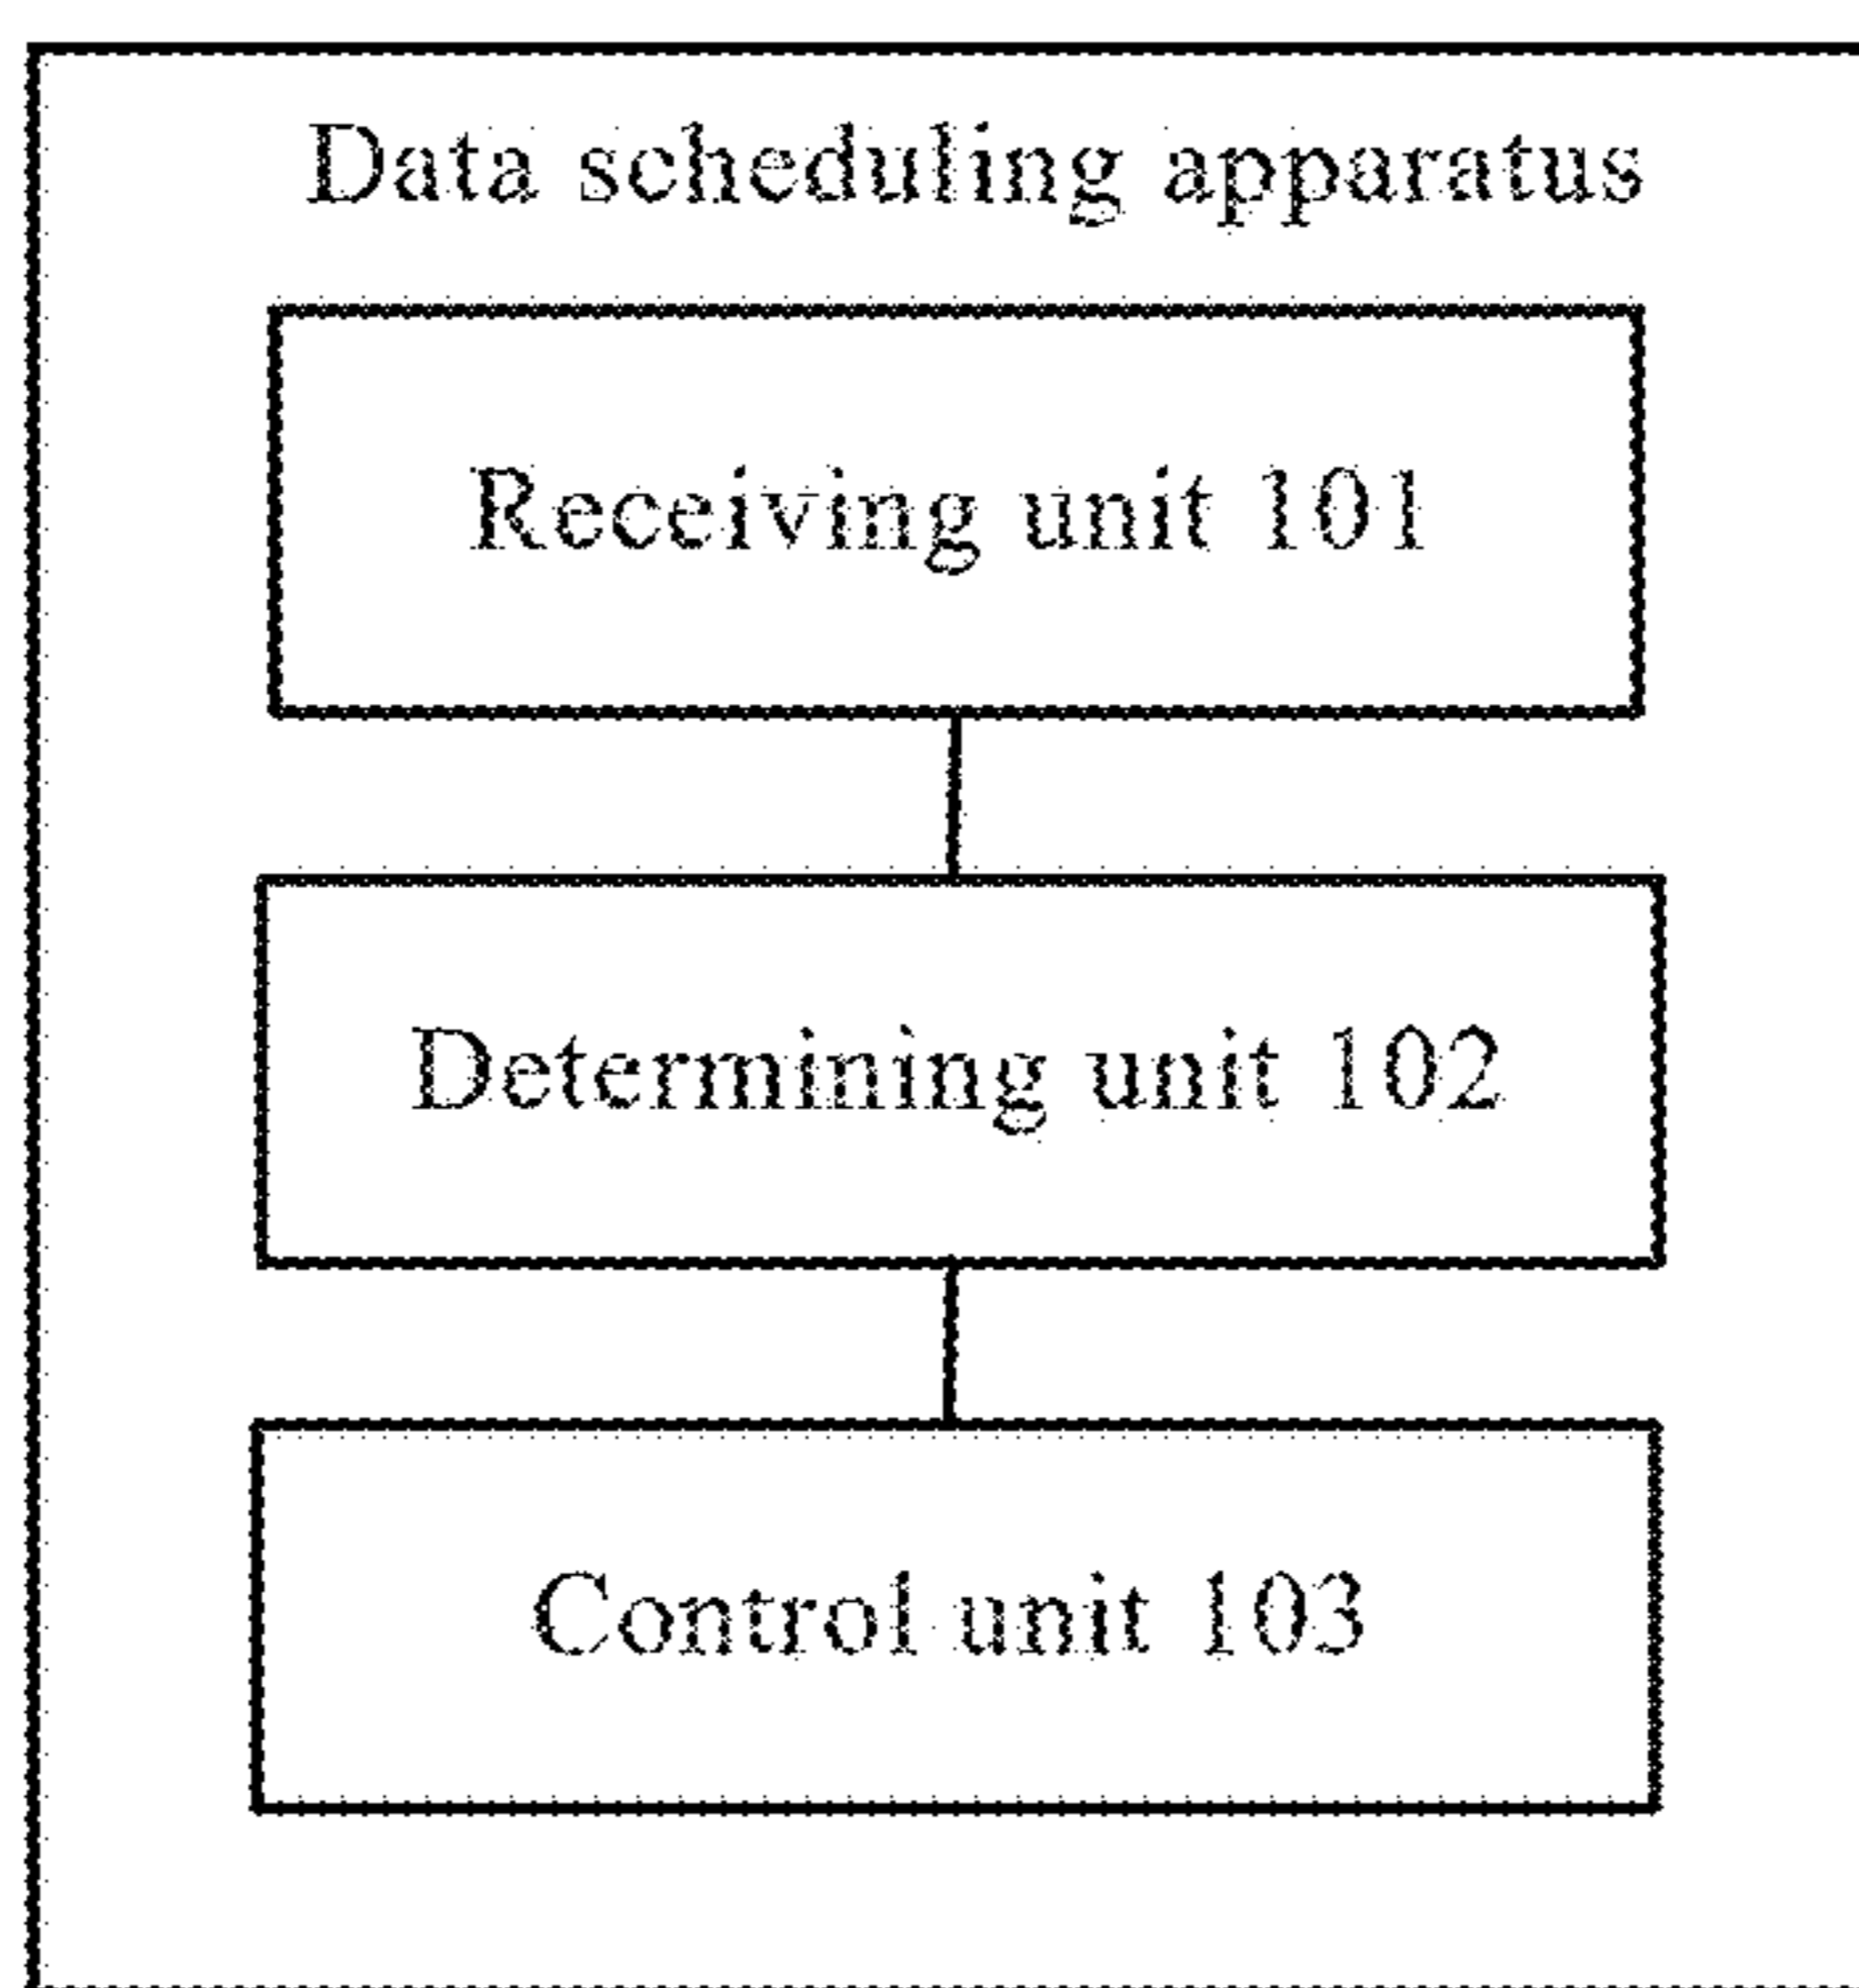 Data scheduling apparatus
Receiving unit 101
Determining unit 102
Control unit 103